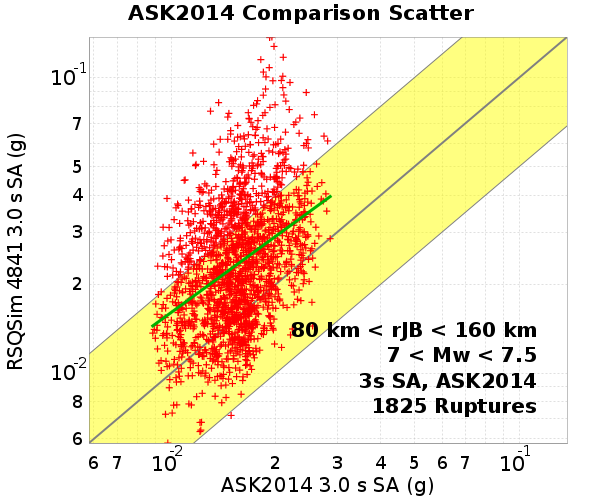 ASK2014 Comparison Scatter
RSQSim 4841 3.0 s SA (g)
10-1
7
5
4
3
2
10-2
8
6
80 km < rJB < 160 km
7 < Mw < 7.5
3s SA, ASK2014
1825 Ruptures
6 7 10-2 2 3 4 5 6 7 10-1
ASK2014 3.0 s SA (g)